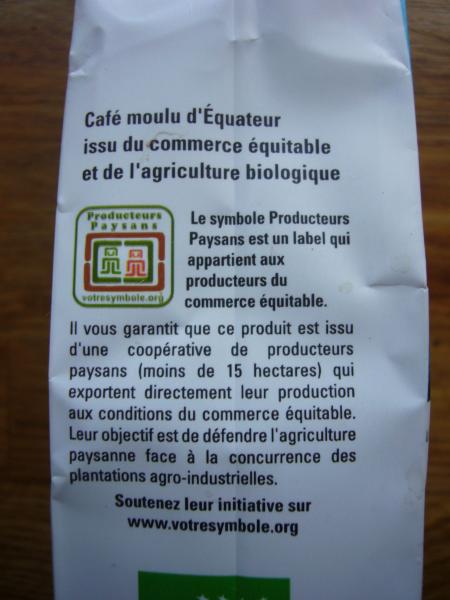 Café moulu d'Équateur
issu du commerce équitable
et de l'agriculture biologique
Producteurs
Paysans
votresymbole.org
Le symbole Producteurs
Paysans est un label qui
appartient aux
producteurs du
commerce équitable.
Il vous garantit que ce produit est issu
d'une coopérative de producteurs
paysans (moins de 15 hectares) qui
exportent directement leur production
aux conditions du commerce équitable.
Leur objectif est de défendre l'agriculture
paysanne face à la concurrence des
plantations agro-industrielles.
Soutenez leur initiative sur
www.votresymbole.org